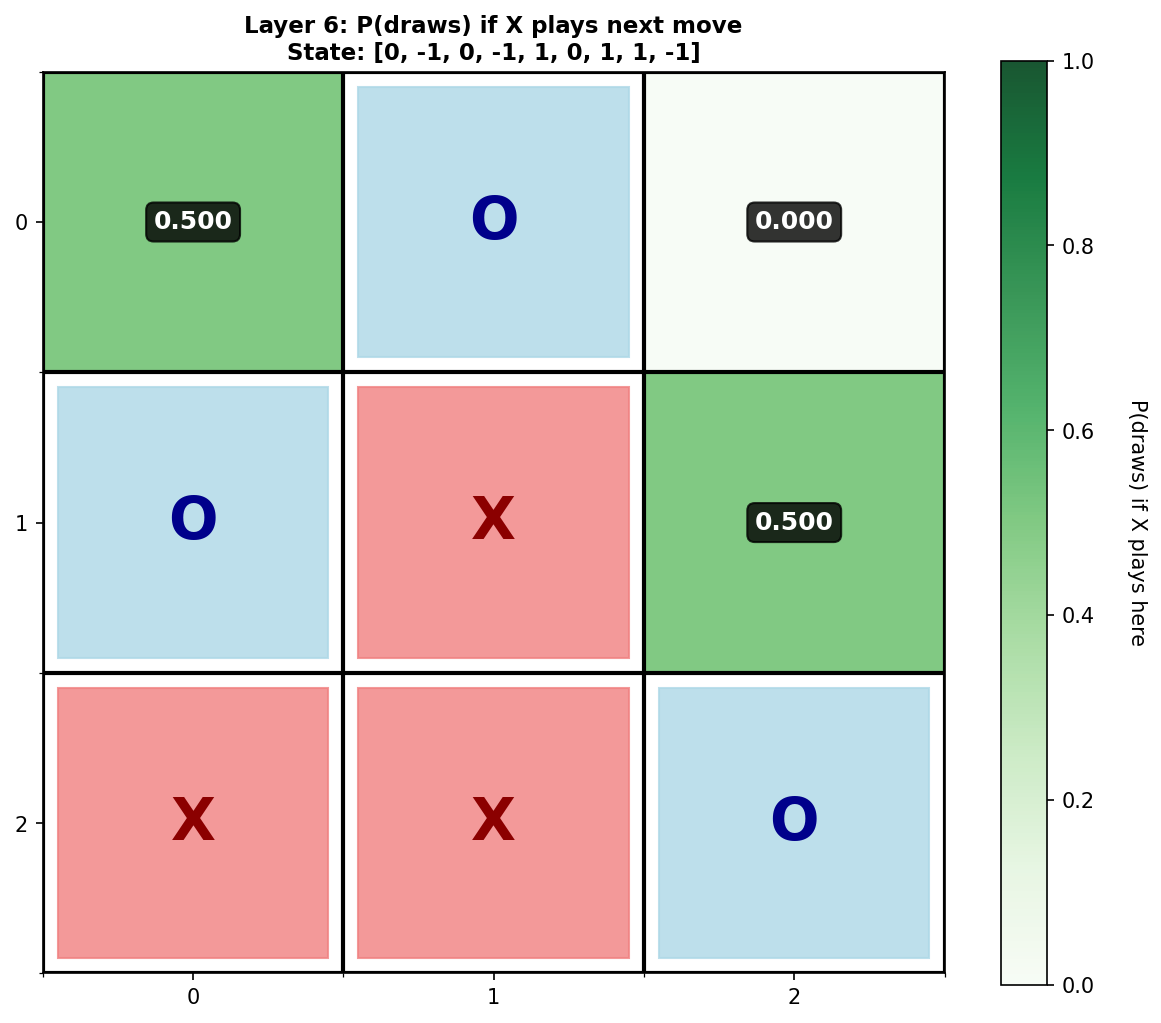 Layer 6: P(draws) if X plays next move
State: [0, -1, 0, -1, 1, 0, 1, 1, -1]
0.500
O
0.000
O
X
0.500
X
X
O
0
1
2
0
1
2
1.0
0.8
0.6
0.4
0.2
0.0
P(draws) if X plays here